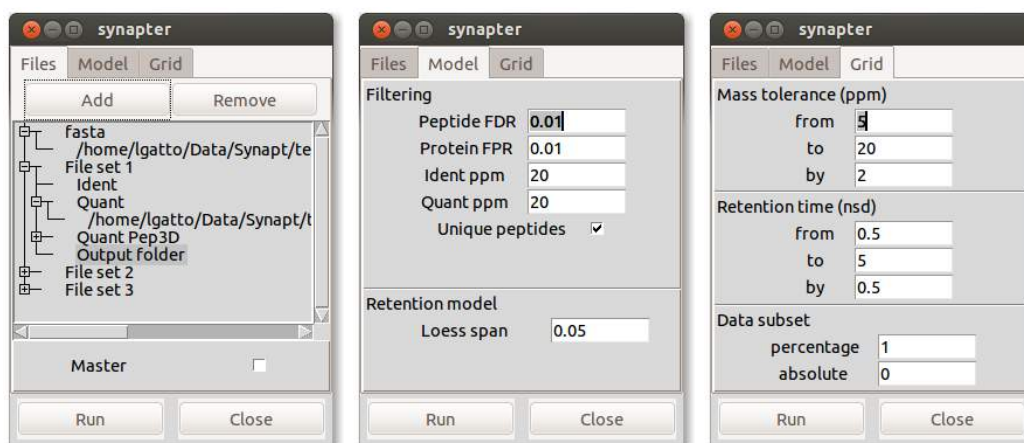 synapter
Files Model Grid
Add Remove
fasta
/home/lgatto/Data/Synapt/te
File set 1
Ident
Quant
/home/lgatto/Data/Synapt/t
Quant Pep3D
Output folder
File set 2
File set 3
Master
Run Close
synapter
Files Model Grid
Filtering
Peptide FDR 0.01
Protein FPR 0.01
Ident ppm 20
Quant ppm 20
Unique peptides
Retention model
Loess span 0.05
Run Close
synapter
Files Model Grid
Mass tolerance (ppm)
from 5
to 20
by 2
Retention time (nsd)
from 0.5
to 5
by 0.5
Data subset
percentage 1
absolute 0
Run Close